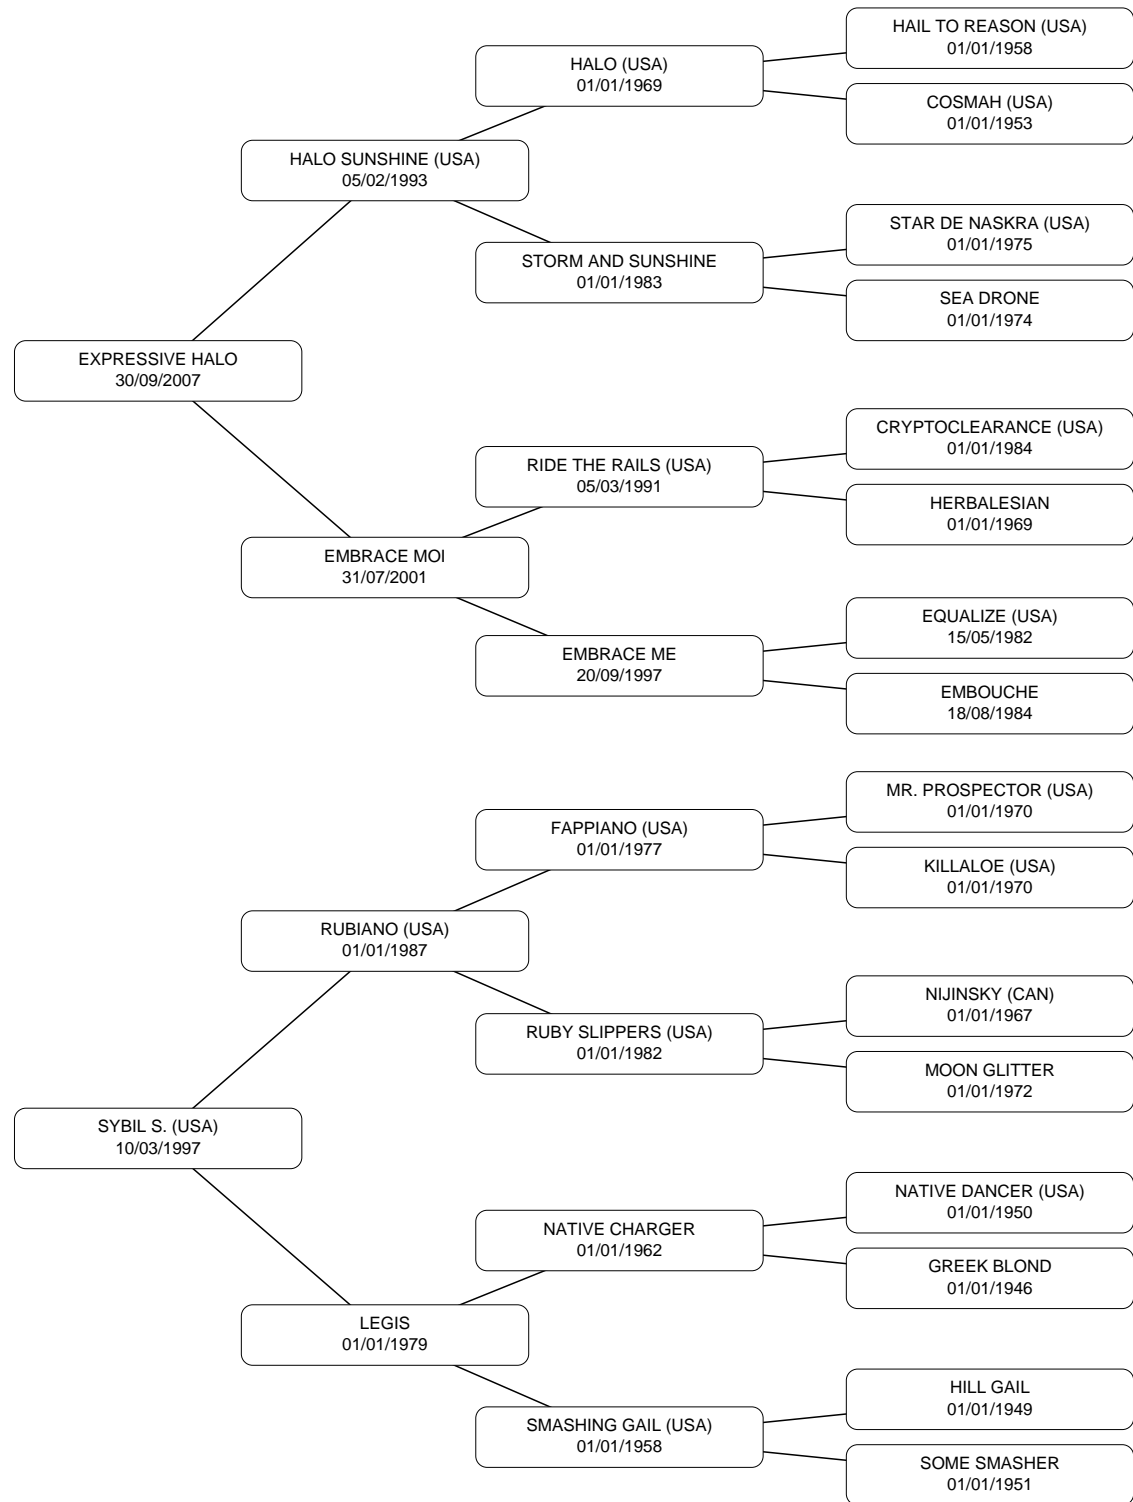 HAIL TO REASON (USA)
01/01/1958
HALO (USA)
01/01/1969
COSMAH (USA)
01/01/1953
HALO SUNSHINE (USA)
05/02/1993
STAR DE NASKRA (USA)
01/01/1975
STORM AND SUNSHINE
01/01/1983
SEA DRONE
01/01/1974
EXPRESSIVE HALO
30/09/2007
CRYPTOCLEARANCE (USA)
01/01/1984
RIDE THE RAILS (USA)
05/03/1991
HERBALESIAN
01/01/1969
EMBRACE MOI
31/07/2001
EQUALIZE (USA)
15/05/1982
EMBRACE ME
20/09/1997
EMBOUCHE
18/08/1984
MR. PROSPECTOR (USA)
01/01/1970
FAPPIANO (USA)
01/01/1977
KILLALOE (USA)
01/01/1970
RUBIANO (USA)
01/01/1987
NIJINSKY (CAN)
01/01/1967
RUBY SLIPPERS (USA)
01/01/1982
MOON GLITTER
01/01/1972
SYBIL S. (USA)
10/03/1997
NATIVE DANCER (USA)
01/01/1950
NATIVE CHARGER
01/01/1962
GREEK BLOND
01/01/1946
LEGIS
01/01/1979
HILL GAIL
01/01/1949
SMASHING GAIL (USA)
01/01/1958
SOME SMASHER
01/01/1951